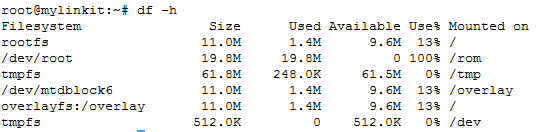 root@mylinkit:~# df -h
Filesystem                Size      Used Available Use% Mounted on
rootfs                   11.0M      1.4M      9.6M  13% /
/dev/root                19.8M     19.8M         0 100% /rom
tmpfs                    61.8M    248.0K     61.5M   0% /tmp
/dev/mtdblock6           11.0M      1.4M      9.6M  13% /overlay
overlayfs:/overlay       11.0M      1.4M      9.6M  13% /
tmpfs                   512.0K         0    512.0K   0% /dev